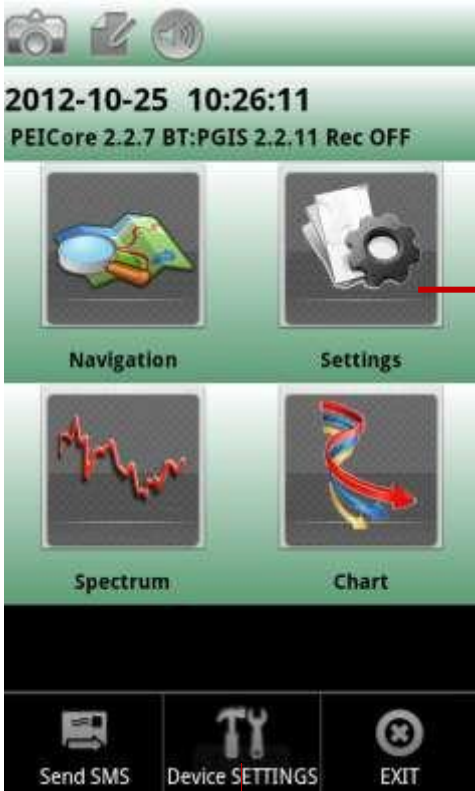 2012-10-25 10:26:11
PEICore 2.2.7 BT:PGIS 2.2.11 Rec OFF
Navigation Settings
Spectrum Chart
Send SMS Device SETTINGS EXIT